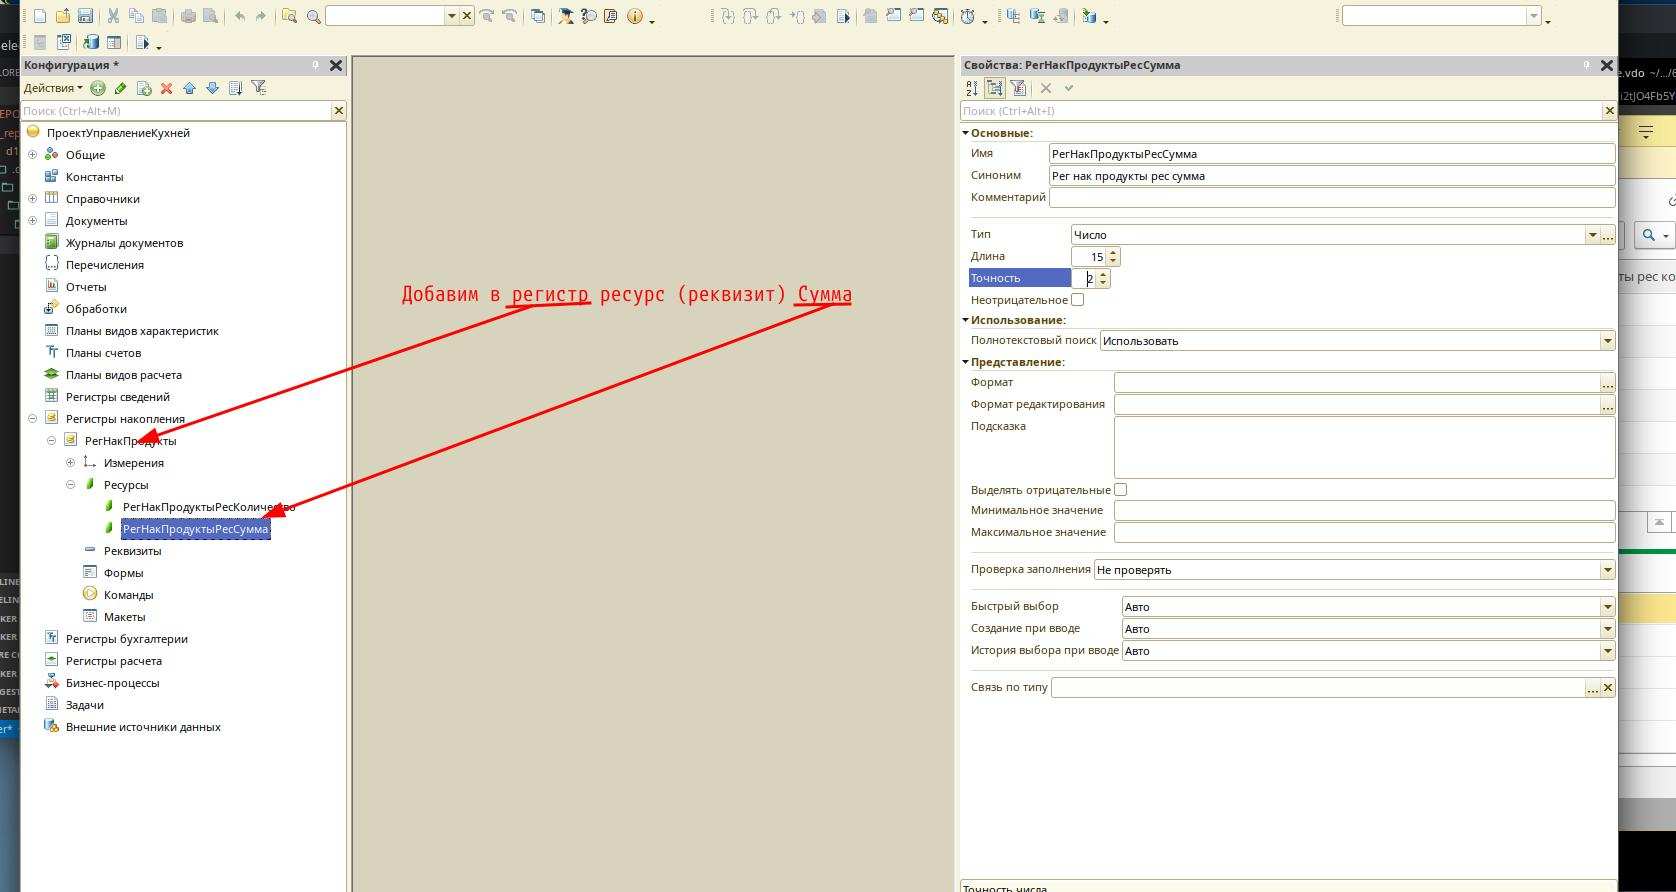 Конфигурация *
Действия
Поиск (Ctrl+Alt+M)
ПроектУправлениеКухней
Общие
Константы
Справочники
Документы
Журналы документов
Перечисления
Отчеты
Обработки
Планы видов характеристик
Планы счетов
Планы видов расчета
Регистры сведений
Регистры накопления
РегНакПродукты
Измерения
Ресурсы
РегНакПродуктыРесКоличество
РегНакПродуктыРесСумма
Реквизиты
Формы
Команды
Макеты
Регистры бухгалтерии
Регистры расчета
Бизнес-процессы
Задачи
Внешние источники данных
Добавим в регистр ресурс (реквизит) Сумма
Свойства: РегНакПродуктыРесСумма
Поиск (Ctrl+Alt+I)
Основные:
Имя РегНакПродуктыРесСумма
Синоним Рег нак продукты рес сумма
Комментарий
Тип Число
Длина 15
Точность 2
Неотрицательное
Использование:
Полнотекстовый поиск Использовать
Представление:
Формат
Формат редактирования
Подсказка
Выделять отрицательные
Минимальное значение
Максимальное значение
Проверка заполнения Не проверять
Быстрый выбор Авто
Создание при вводе Авто
История выбора при вводе Авто
Связь по типу
Точность числа